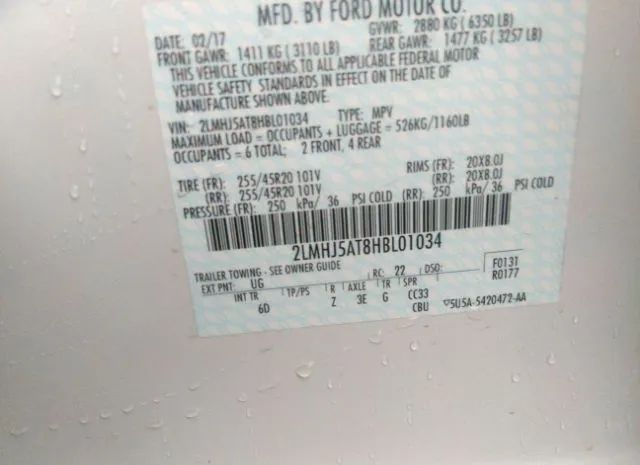 MFD. BY FORD MOTOR CO.
DATE: 02/17 GVWR: 2880 KG ( 6350 LB)
FRONT GAWR: 1411 KG ( 3110 LB) REAR GAWR: 1477 KG ( 3257 LB)
THIS VEHICLE CONFORMS TO ALL APPLICABLE FEDERAL MOTOR
VEHICLE SAFETY STANDARDS IN EFFECT ON THE DATE OF
MANUFACTURE SHOWN ABOVE.
VIN: 2LMHJ5AT8HBL01034 TYPE: MPV
MAXIMUM LOAD = OCCUPANTS + LUGGAGE = 526KG/1160LB
OCCUPANTS = 6 TOTAL; 2 FRONT, 4 REAR
TIRE (FR): 255/45R20 101V RIMS (FR): 20X8.0J
(RR): 255/45R20 101V (RR): 20X8.0J
PRESSURE (FR): 250 kPa/ 36 PSI COLD (RR): 250 kPa/ 36 PSI COLD
2LMHJ5AT8HBL01034
TRAILER TOWING - SEE OWNER GUIDE
EXT PNT: UG RC: 22 DSO: F0131
R0177
INT TR TP/PS R AXLE TR SPR
6D Z 3E G CC33
CBU 5U5A-5420472-AA